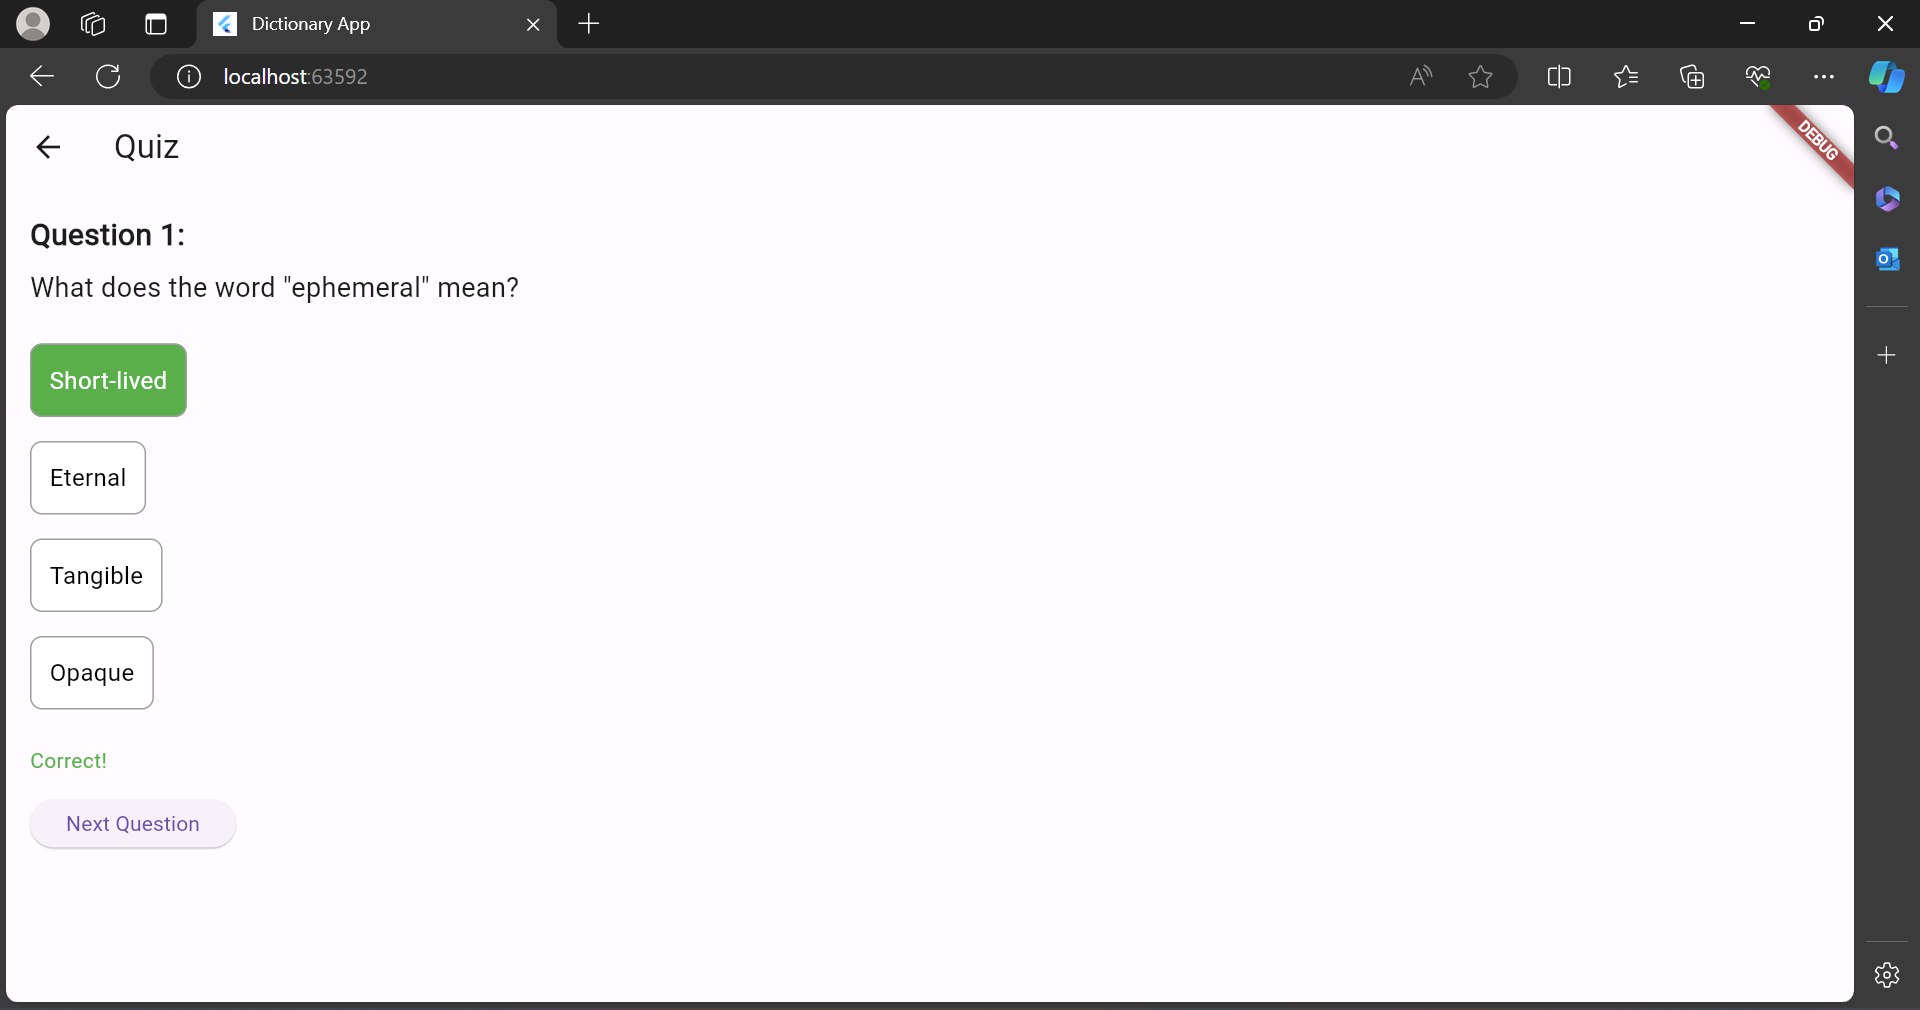 Dictionary App
localhost:63592
Quiz
DEBUG
Question 1:
What does the word "ephemeral" mean?
Short-lived
Eternal
Tangible
Opaque
Correct!
Next Question